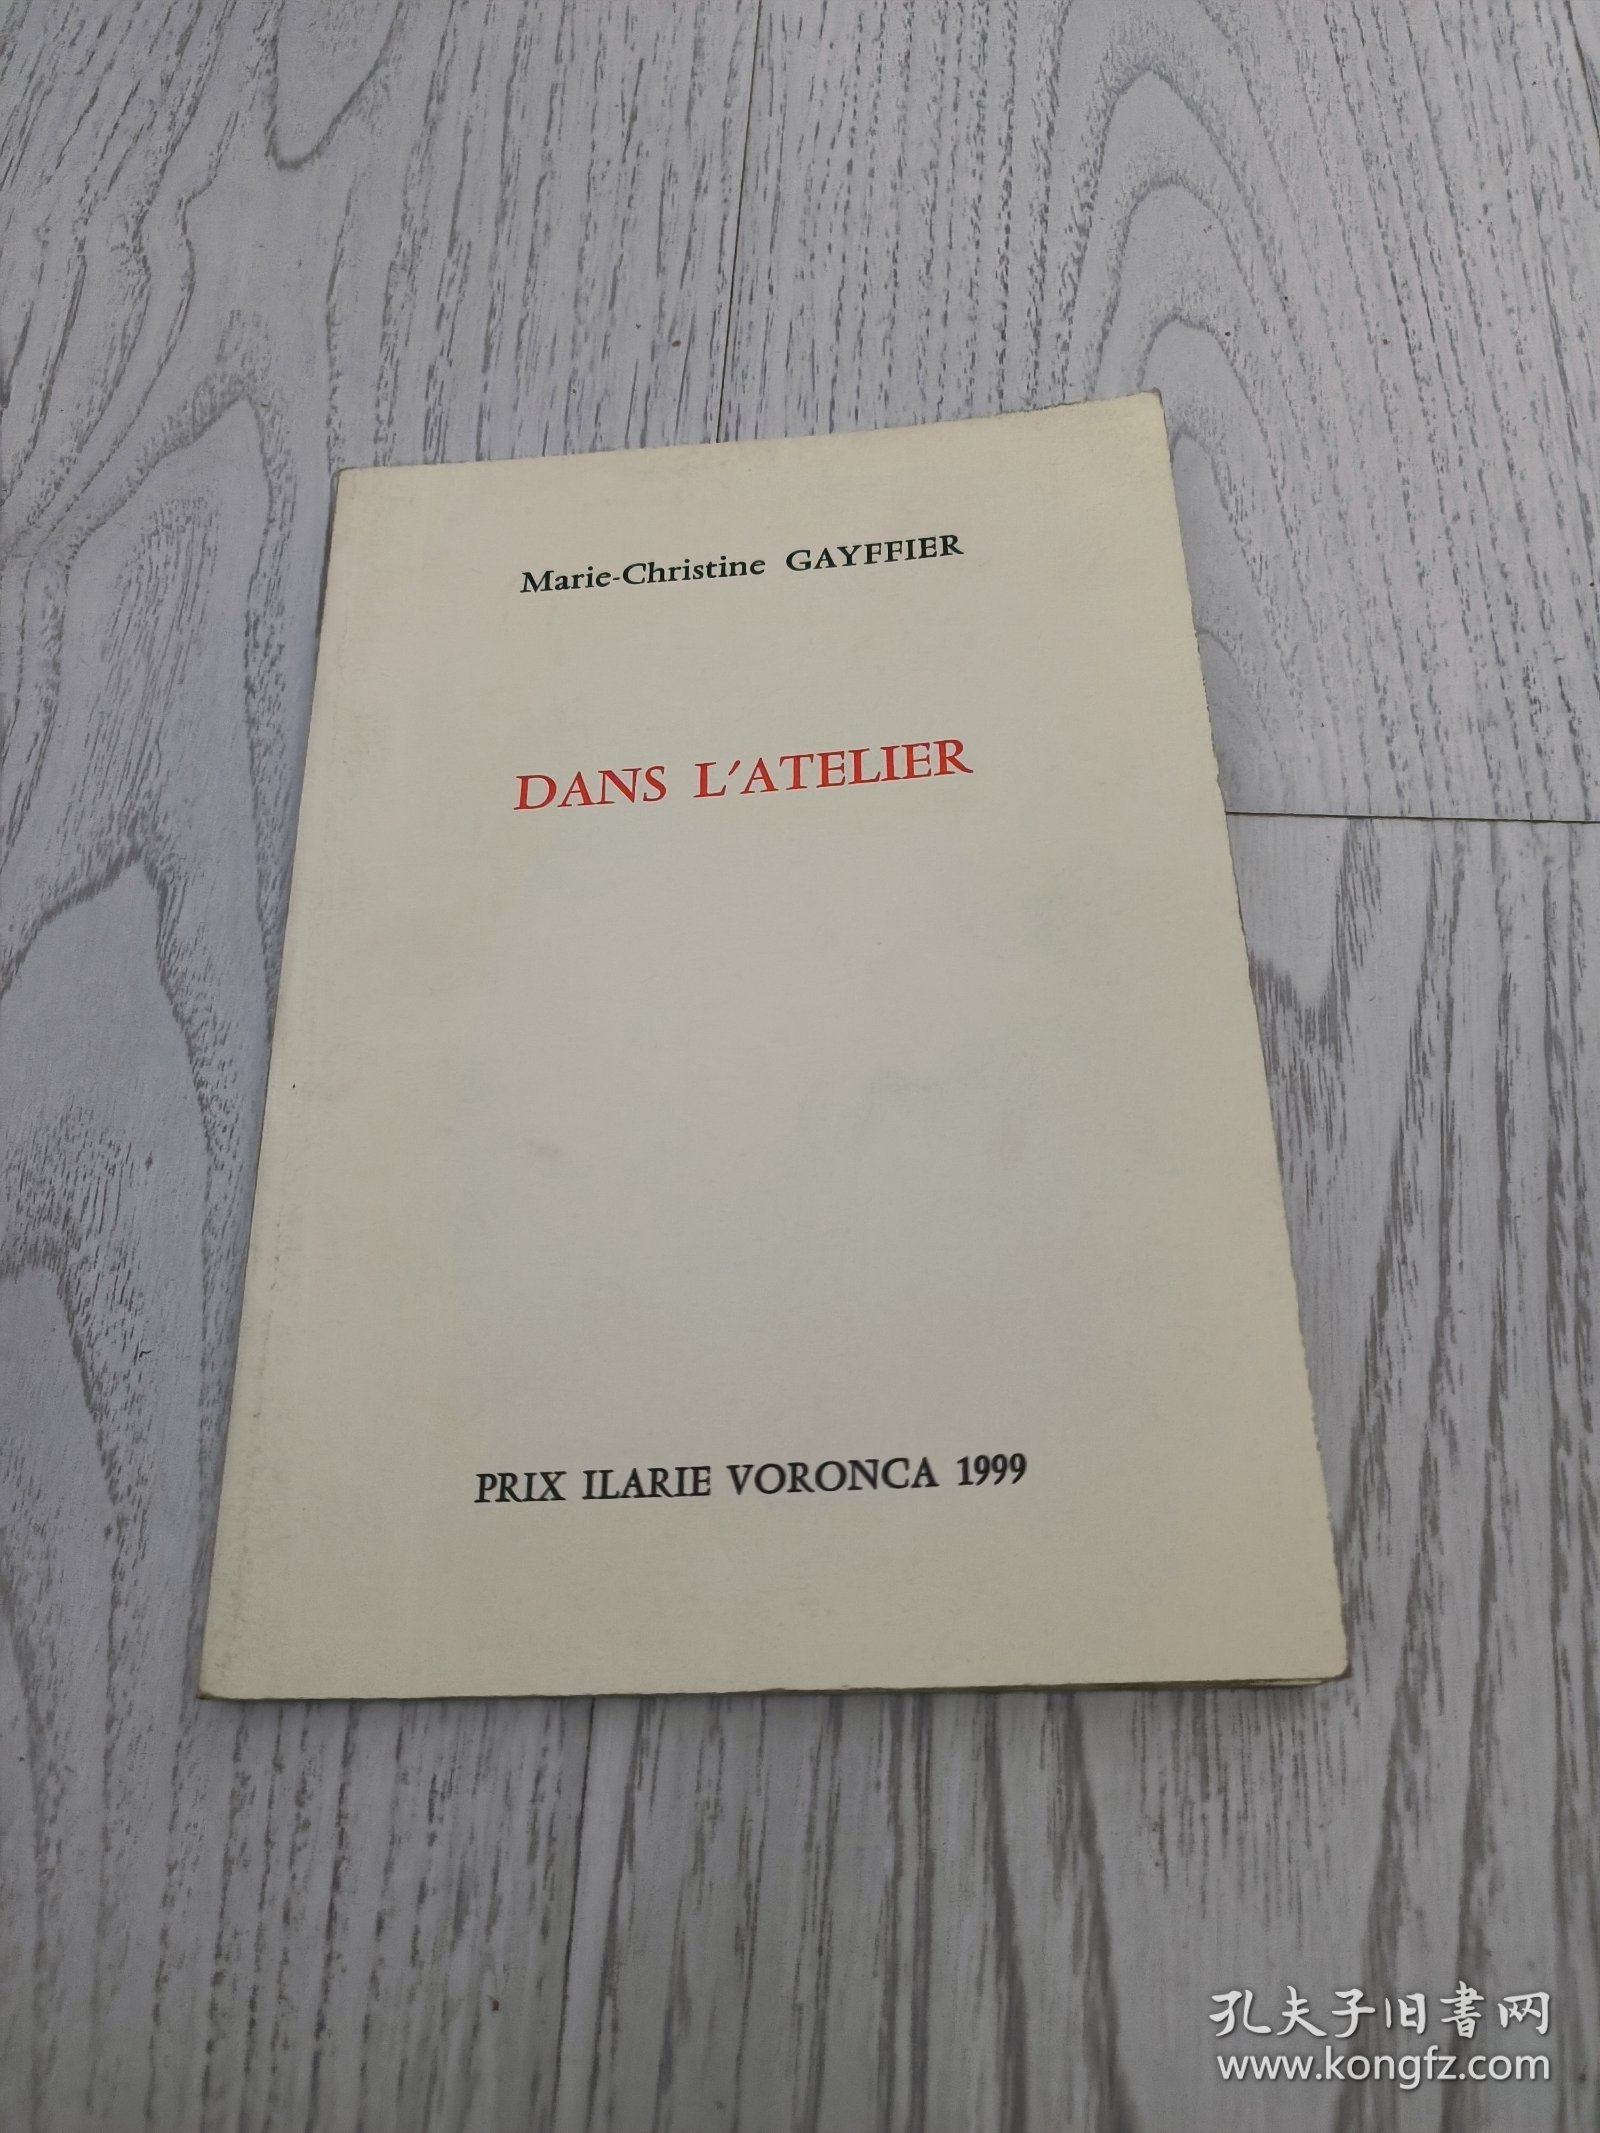 Marie-Christine GAYFFIER
DANS L'ATELIER
PRIX ILARIE VORONCA 1999
孔夫子旧書网
www.kongfz.com